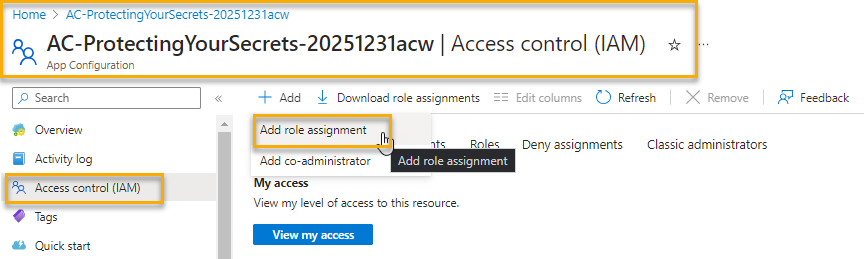 Home > AC-ProtectingYourSecrets-20251231acw >
AC-ProtectingYourSecrets-20251231acw | Access control (IAM) ☆ ...
App Configuration
Search «
+ Add Download role assignments Edit columns Refresh Remove Feedback
Overview
Add role assignment
Activity log
nts Roles Deny assignments Classic administrators
Add co-administrator
Add role assignment
Access control (IAM)
My access
View my level of access to this resource.
Tags
Quick start
View my access